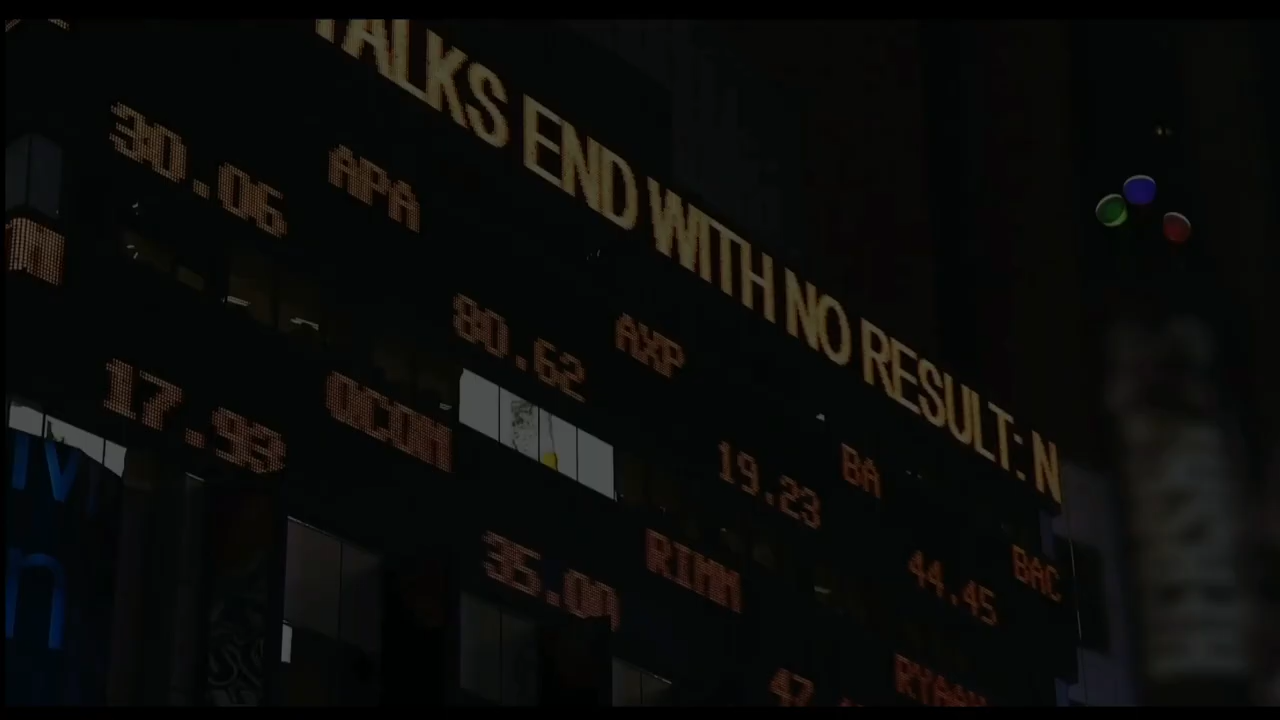 TALKS END WITH NO RESULT: N
30.06 APA
80.62 AXP
19.23 BA
44.45 BAC
17.93 QCOM
35.00 RIMM
47